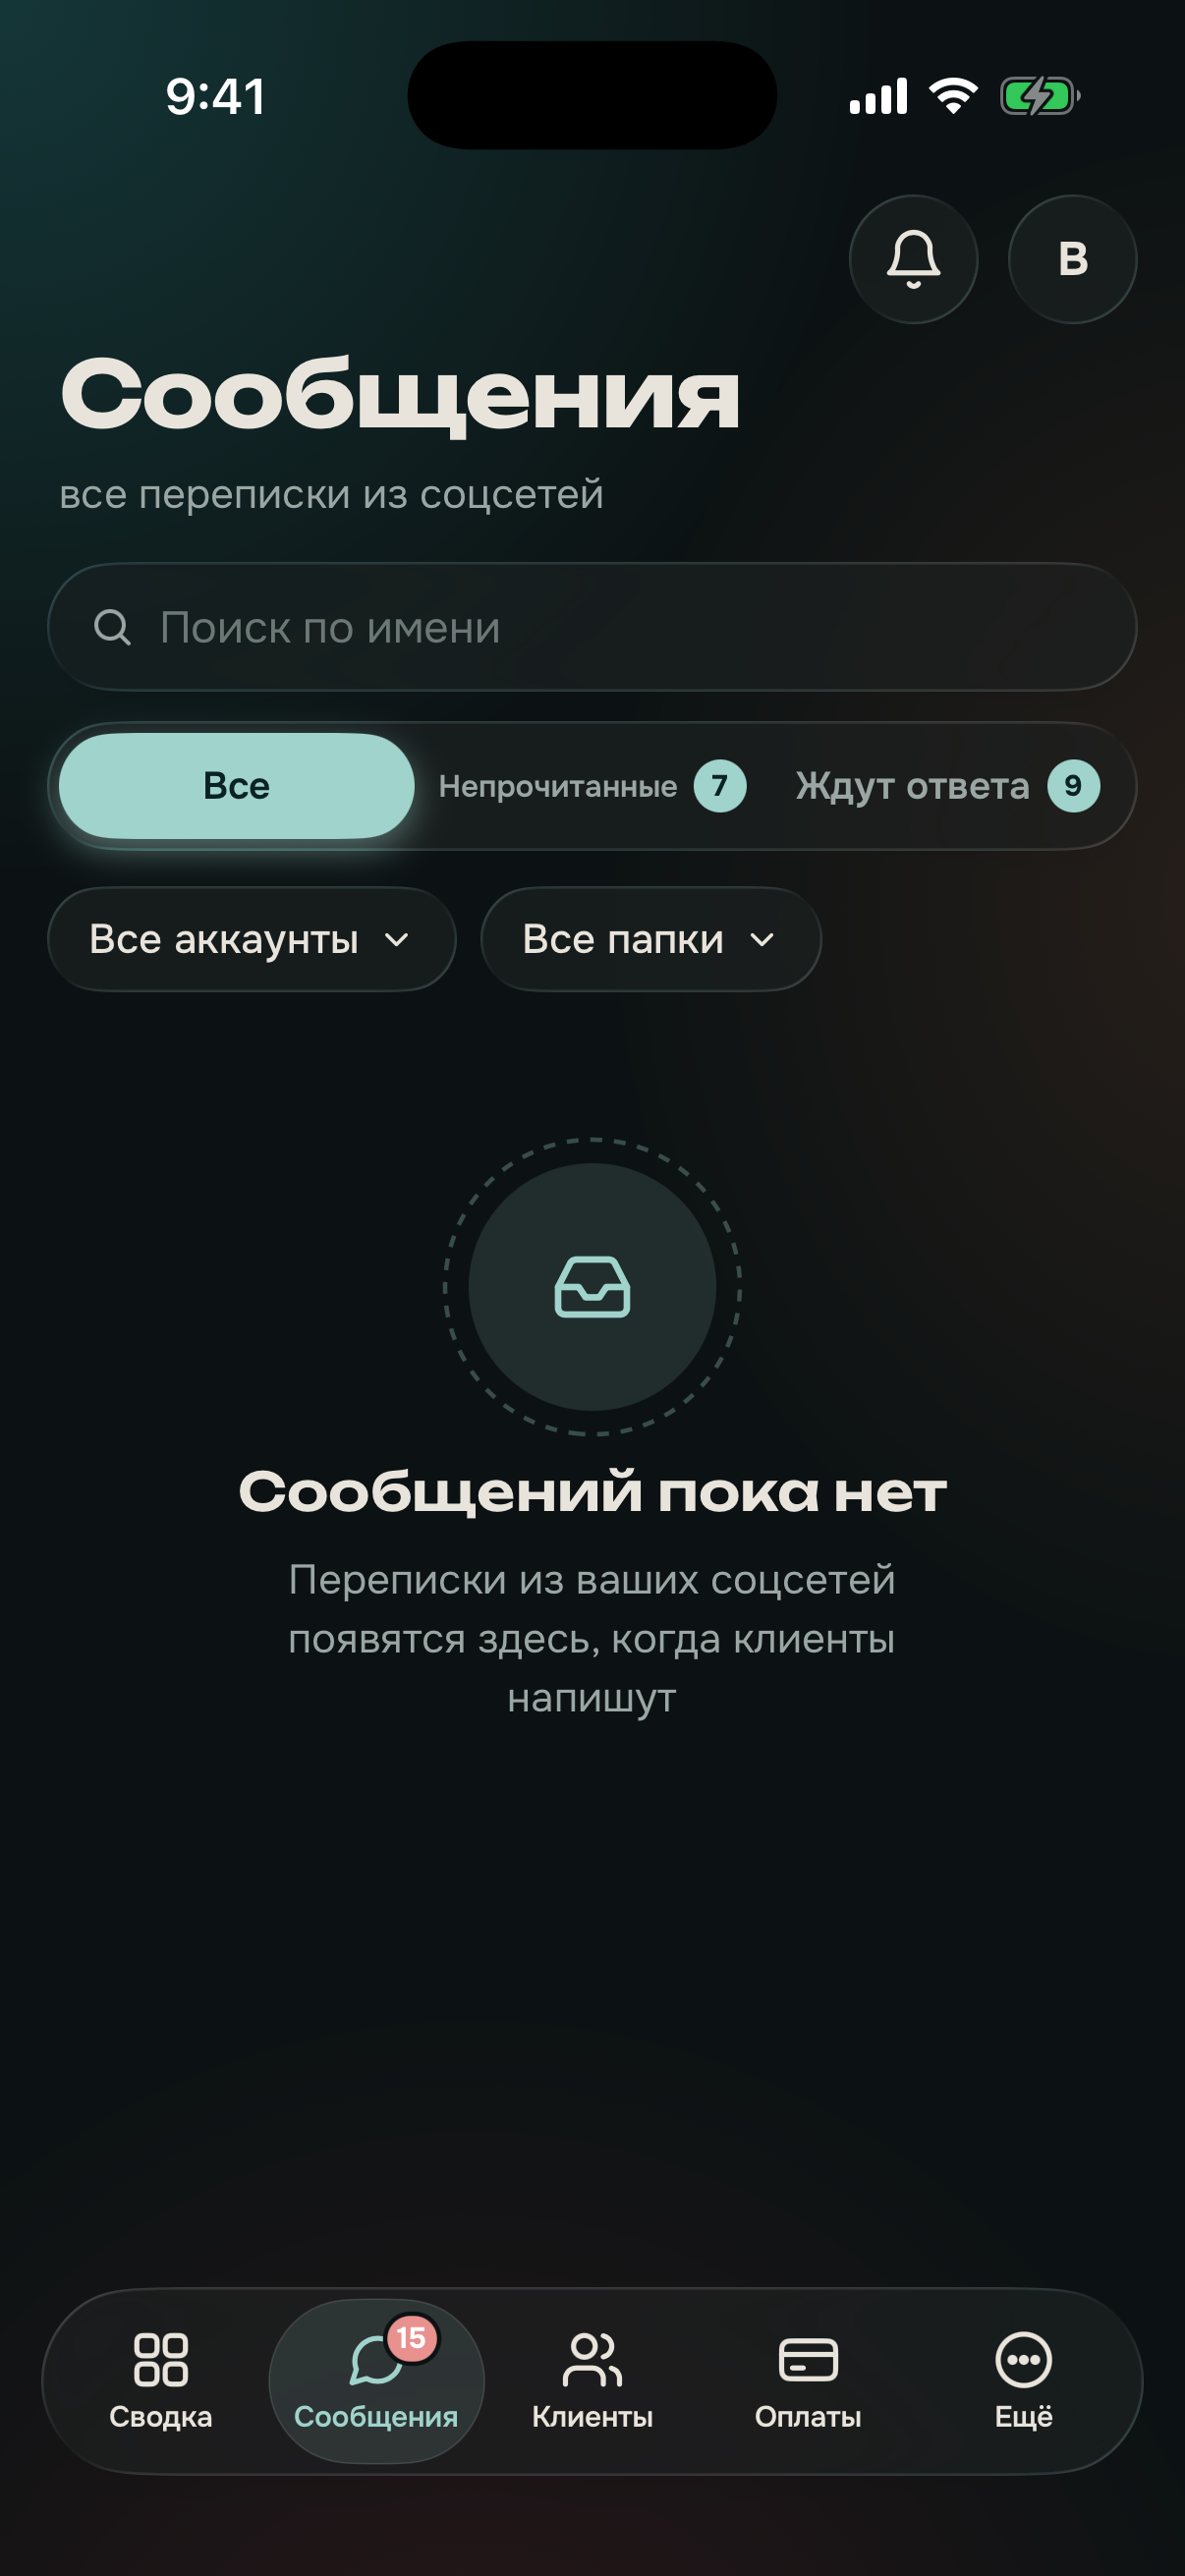 9:41
B
Сообщения
все переписки из соцсетей
Поиск по имени
Все Непрочитанные 7 Ждут ответа 9
Все аккаунты Все папки
Сообщений пока нет
Переписки из ваших соцсетей
появятся здесь, когда клиенты
напишут
15
Сводка Сообщения Клиенты Оплаты Ещё